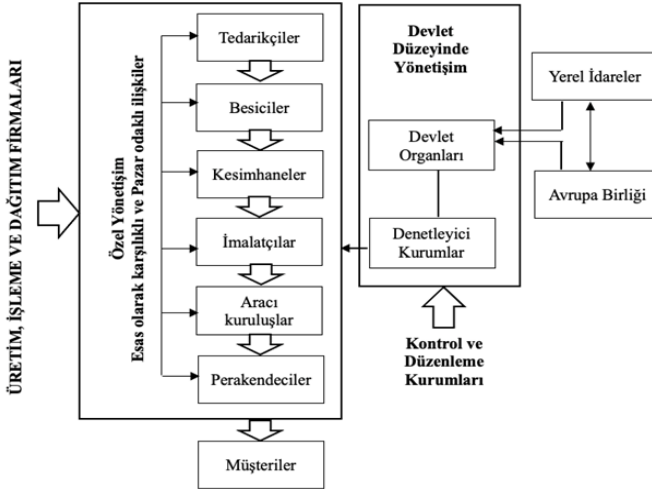 ÜRETİM, İŞLEME VE DAĞITIM FİRMALARI
Özel Yönetişim
Esas olarak karşılıklı ve Pazar odaklı ilişkiler
Tedarikçiler
Besiciler
Kesimhaneler
İmalatçılar
Aracı
kuruluşlar
Perakendeciler
Müşteriler
Devlet
Düzeyinde
Yönetişim
Devlet
Organları
Denetleyici
Kurumlar
Kontrol ve
Düzenleme
Kurumları
Yerel İdareler
Avrupa Birliği